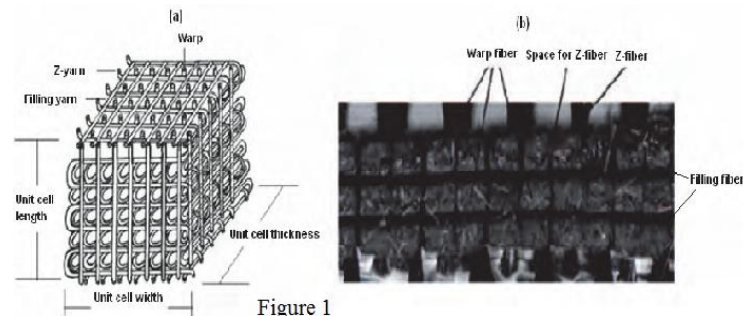 (a)
Warp
Z-yarn
Filling yarn
Unit cell
length
Unit cell thickness
Unit cell width
Figure 1
(b)
Warp fiber Space for Z-fiber Z-fiber
Filling fiber